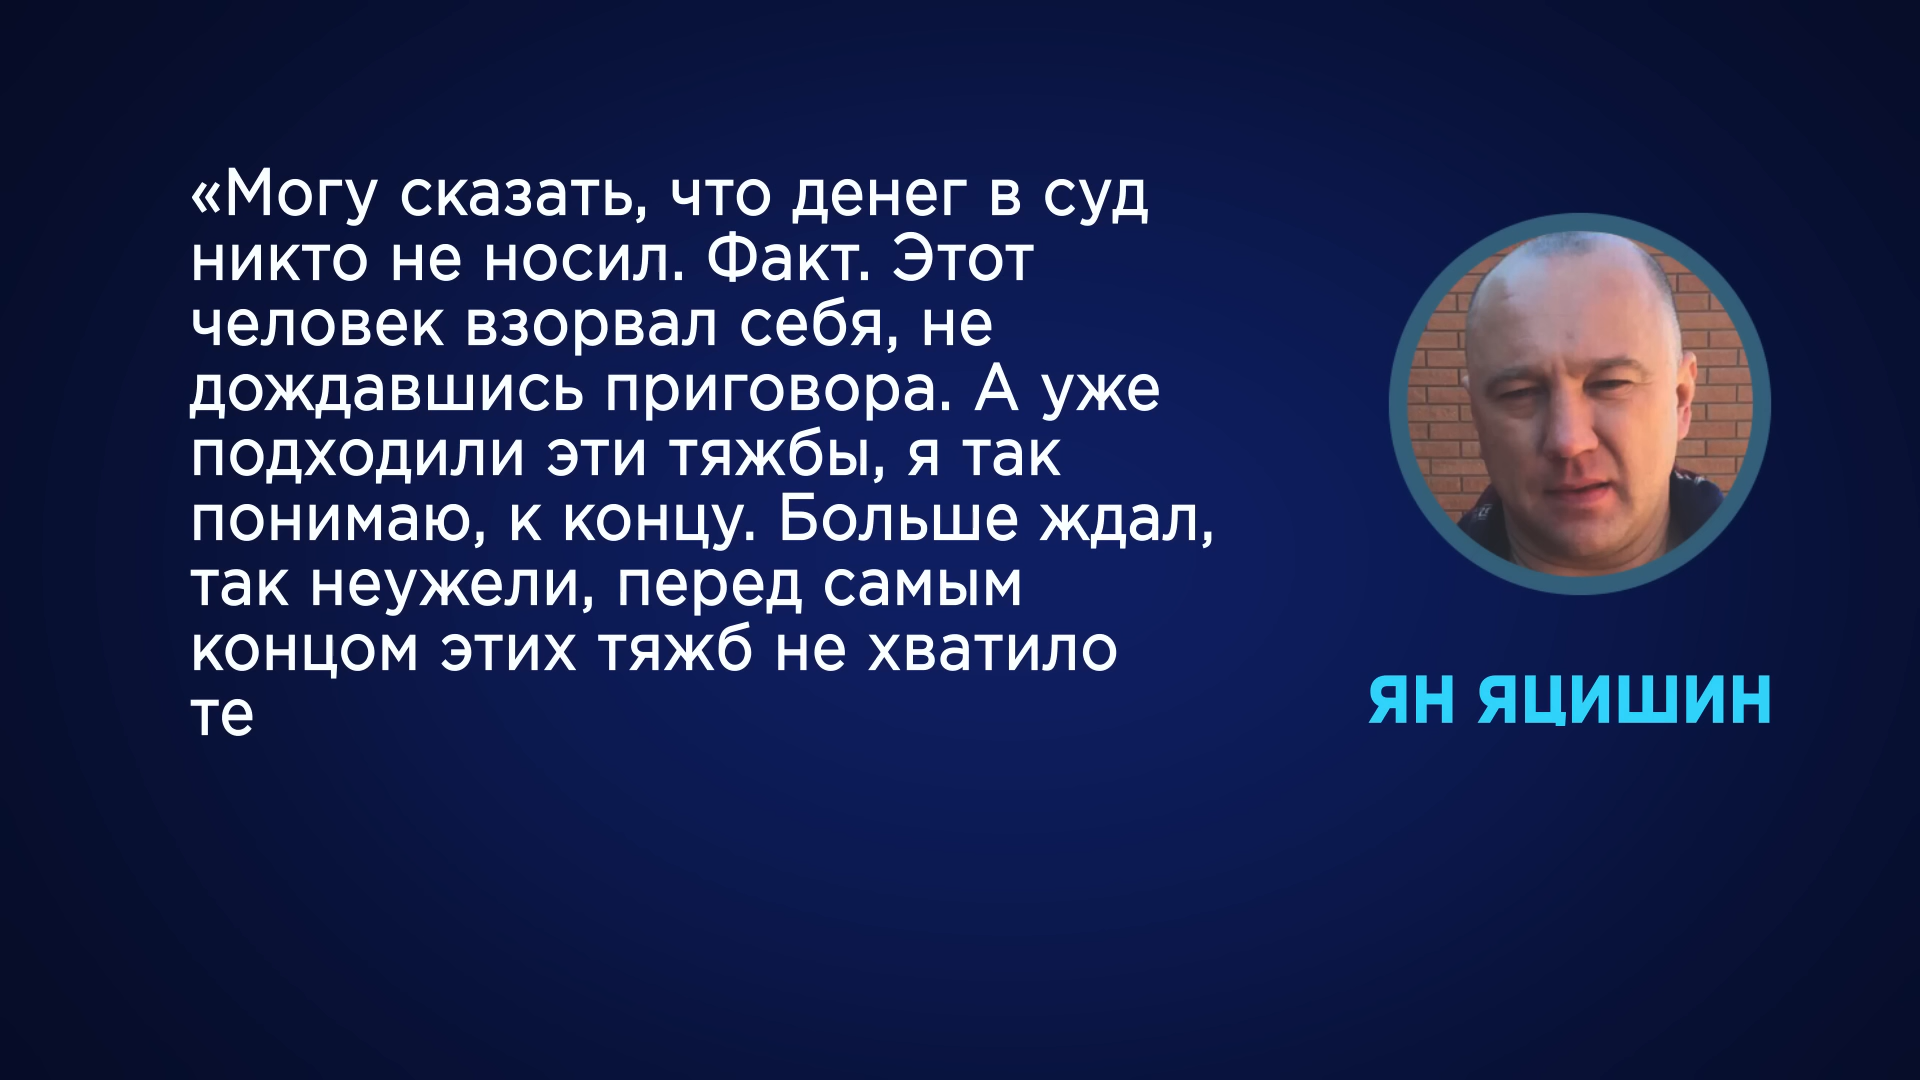 «Могу сказать, что денег в суд
никто не носил. Факт. Этот
человек взорвал себя, не
дождавшись приговора. А уже
подходили эти тяжбы, я так
понимаю, к концу. Больше ждал,
так неужели, перед самым
концом этих тяжб не хватило
те
ЯН ЯЦИШИН